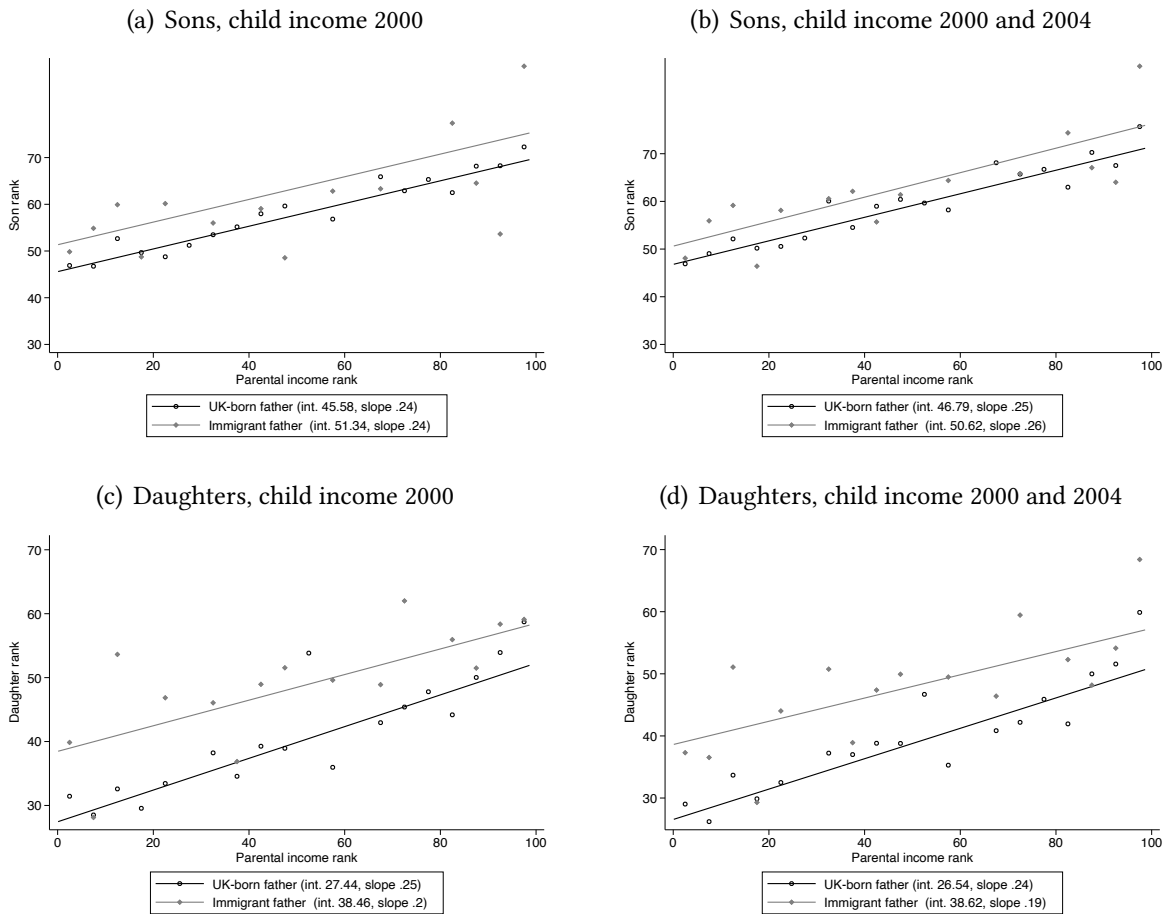 (a) Sons, child income 2000
70
60
50
40
30
Son rank
0 20 40 60 80 100
Parental income rank
UK-born father (int. 45.58, slope .24)
Immigrant father (int. 51.34, slope .24)
(b) Sons, child income 2000 and 2004
70
60
50
40
30
Son rank
0 20 40 60 80 100
Parental income rank
UK-born father (int. 46.79, slope .25)
Immigrant father (int. 50.62, slope .26)
(c) Daughters, child income 2000
70
60
50
40
30
Daughter rank
0 20 40 60 80 100
Parental income rank
UK-born father (int. 27.44, slope .25)
Immigrant father (int. 38.46, slope .2)
(d) Daughters, child income 2000 and 2004
70
60
50
40
30
Daughter rank
0 20 40 60 80 100
Parental income rank
UK-born father (int. 26.54, slope .24)
Immigrant father (int. 38.62, slope .19)